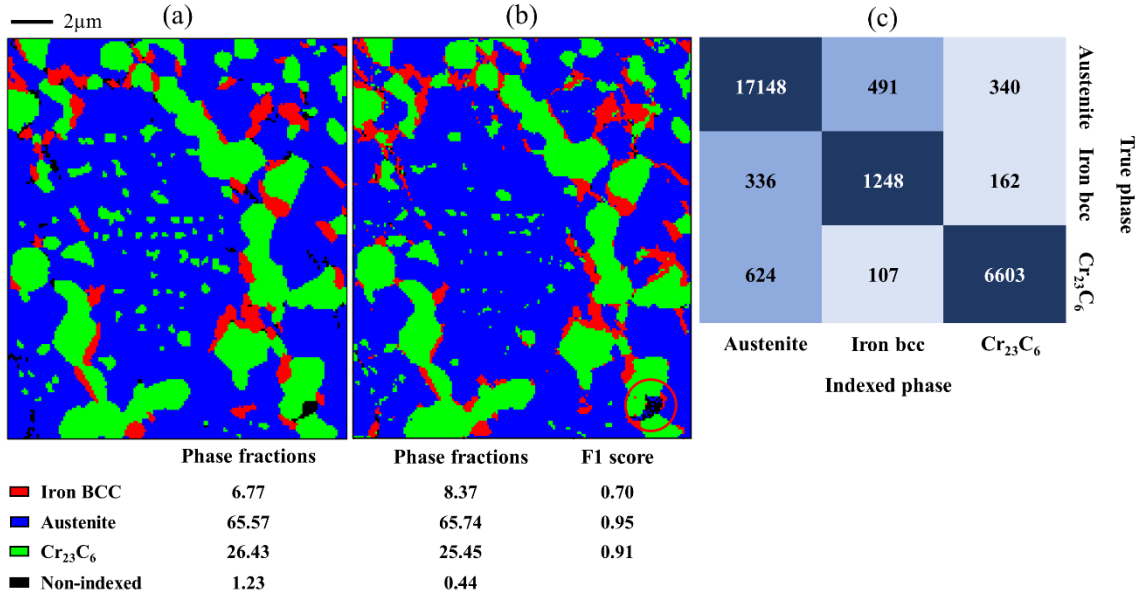 2μm
(a)
(b)
(c)
17148 491 340
336 1248 162
624 107 6603
Austenite
Iron bcc
Cr₂₃C₆
True phase
Austenite Iron bcc Cr₂₃C₆
Indexed phase
Phase fractions Phase fractions F1 score
Iron BCC 6.77 8.37 0.70
Austenite 65.57 65.74 0.95
Cr₂₃C₆ 26.43 25.45 0.91
Non-indexed 1.23 0.44